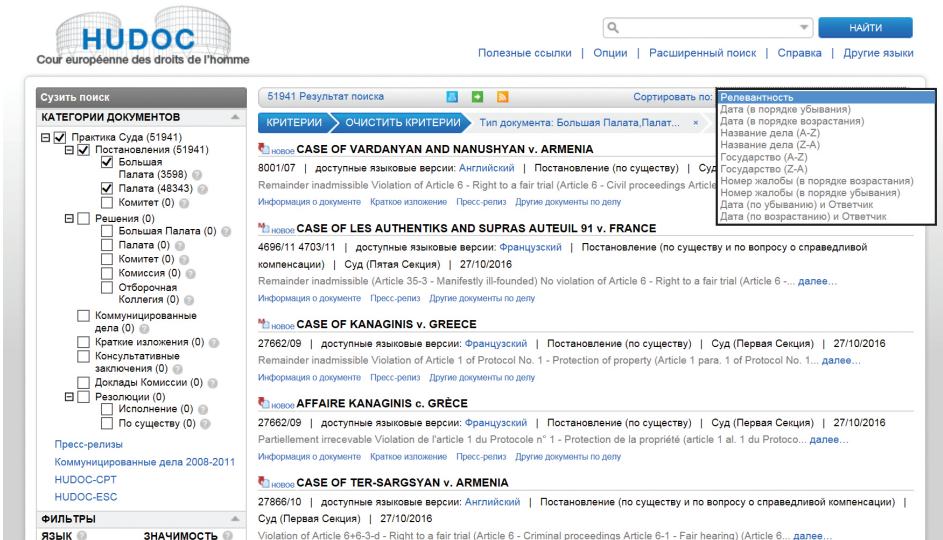 HUDOC
Cour européenne des droits de l'homme
НАЙТИ
Полезные ссылки | Опции | Расширенный поиск | Справка | Другие языки
Сузить поиск
КАТЕГОРИИ ДОКУМЕНТОВ
Практика Суда (51941)
Постановления (51941)
Большая
Палата (3598)
Палата (48343)
Комитет (0)
Решения (0)
Большая Палата (0)
Палата (0)
Комитет (0)
Комиссия (0)
Отборочная
Коллегия (0)
Коммуницированные
дела (0)
Краткие изложения (0)
Консультативные
заключения (0)
Доклады Комиссии (0)
Резолюции (0)
Исполнение (0)
По существу (0)
Пресс-релизы
Коммуницированные дела 2008-2011
HUDOC-CPT
HUDOC-ESC
ФИЛЬТРЫ
ЯЗЫК ЗНАЧИМОСТЬ
51941 Результат поиска
Сортировать по:
Релевантность
Дата (в порядке убывания)
Дата (в порядке возрастания)
Название дела (A-Z)
Название дела (Z-A)
Государство (A-Z)
Государство (Z-A)
Номер жалобы (в порядке возрастания)
Номер жалобы (в порядке убывания)
Дата (по убыванию) и Ответчик
Дата (по возрастанию) и Ответчик
КРИТЕРИИ ОЧИСТИТЬ КРИТЕРИИ Тип документа: Большая Палата,Палат... ×
новое CASE OF VARDANYAN AND NANUSHYAN v. ARMENIA
8001/07 | доступные языковые версии: Английский | Постановление (по существу) | Суд
Remainder inadmissible Violation of Article 6 - Right to a fair trial (Article 6 - Civil proceedings Article
Информация о документе Краткое изложение Пресс-релиз Другие документы по делу
новое CASE OF LES AUTHENTIKS AND SUPRAS AUTEUIL 91 v. FRANCE
4696/11 4703/11 | доступные языковые версии: Французский | Постановление (по существу и по вопросу о справедливой
компенсации) | Суд (Пятая Секция) | 27/10/2016
Remainder inadmissible (Article 35-3 - Manifestly ill-founded) No violation of Article 6 - Right to a fair trial (Article 6 -... далее...
Информация о документе Пресс-релиз Другие документы по делу
новое CASE OF KANAGINIS v. GREECE
27662/09 | доступные языковые версии: Французский | Постановление (по существу) | Суд (Первая Секция) | 27/10/2016
Remainder inadmissible Violation of Article 1 of Protocol No. 1 - Protection of property (Article 1 para. 1 of Protocol No. 1... далее...
Информация о документе Краткое изложение Пресс-релиз Другие документы по делу
новое AFFAIRE KANAGINIS c. GRÈCE
27662/09 | доступные языковые версии: Французский | Постановление (по существу) | Суд (Первая Секция) | 27/10/2016
Partiellement irrecevable Violation de l'article 1 du Protocole n° 1 - Protection de la propriété (article 1 al. 1 du Protoco... далее...
Информация о документе Краткое изложение Пресс-релиз Другие документы по делу
новое CASE OF TER-SARGSYAN v. ARMENIA
27866/10 | доступные языковые версии: Английский | Постановление (по существу и по вопросу о справедливой компенсации) |
Суд (Первая Секция) | 27/10/2016
Violation of Article 6+6-3-d - Right to a fair trial (Article 6 - Criminal proceedings Article 6-1 - Fair hearing) (Article 6... далее...